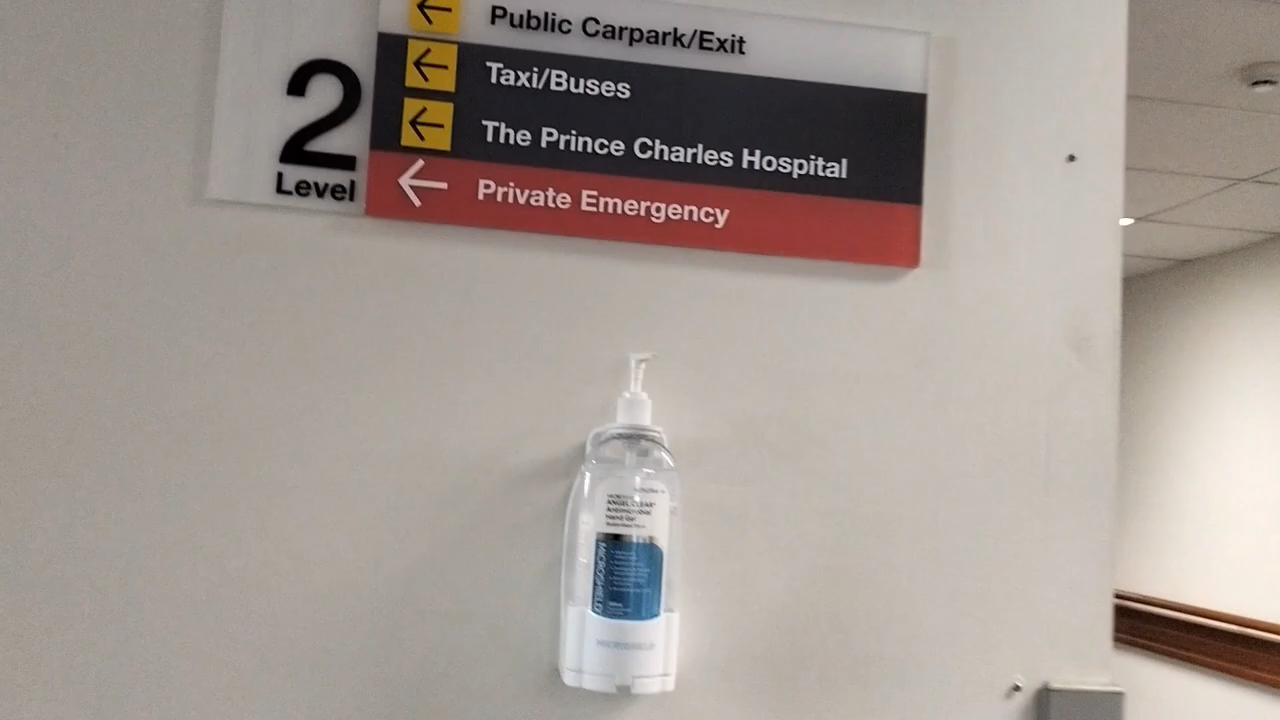 Public Carpark/Exit
Taxi/Buses
The Prince Charles Hospital
Private Emergency
2
Level
ANGEL CLEAR
Antimicrobial
Hand Gel
MICROSHIELD
MICROSHIELD